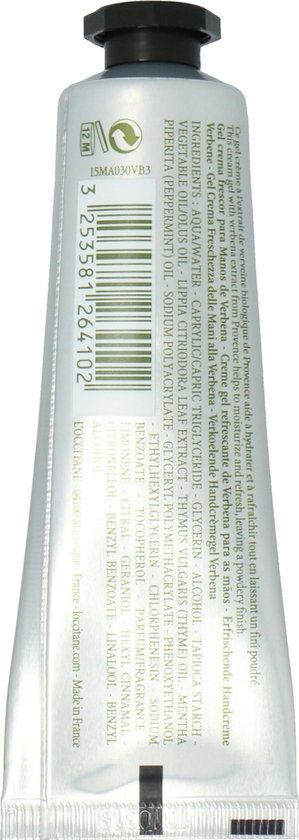 Ce gel crème à l'extrait de verveine biologique de Provence aide à hydrater et à rafraîchir tout en laissant un fini poudré
This cream gel with verbena extract from Provence helps to moisturize and refresh, leaving a powdery finish.
Gel crema frescor para Manos de Verbena - Creme gel refrescante de Verbena para as mãos - Erfrischende Handcreme
Verbene - Gel Crema Freschezza delle Mani alla Verbena - Verkoelende Handcrèmegel Verbena
INGREDIENTS : AQUA/WATER - CAPRYLIC/CAPRIC TRIGLYCERIDE - GLYCERIN - ALCOHOL - TAPIOCA STARCH -
VEGETABLE OIL/OLUS OIL - LIPPIA CITRIODORA LEAF EXTRACT - THYMUS VULGARIS (THYME) OIL - MENTHA
PIPERITA (PEPPERMINT) OIL - SODIUM POLYACRYLATE - GLYCERYL POLYMETHACRYLATE - PHENOXYETHANOL
- ETHYLHEXYLGLYCERIN - CHLORPHENESIN - SODIUM
BENZOATE - TOCOPHEROL - PARFUM/FRAGRANCE -
LIMONENE - CITRAL - GERANIOL - HEXYL CINNAMAL -
CITRONELLOL - BENZYL BENZOATE - LINALOOL - BENZYL
ALCOHOL
L'OCCITANE - 04100 Manosque - France - loccitane.com - Made in France
12 M
15MA030VB3
3 253581 264102